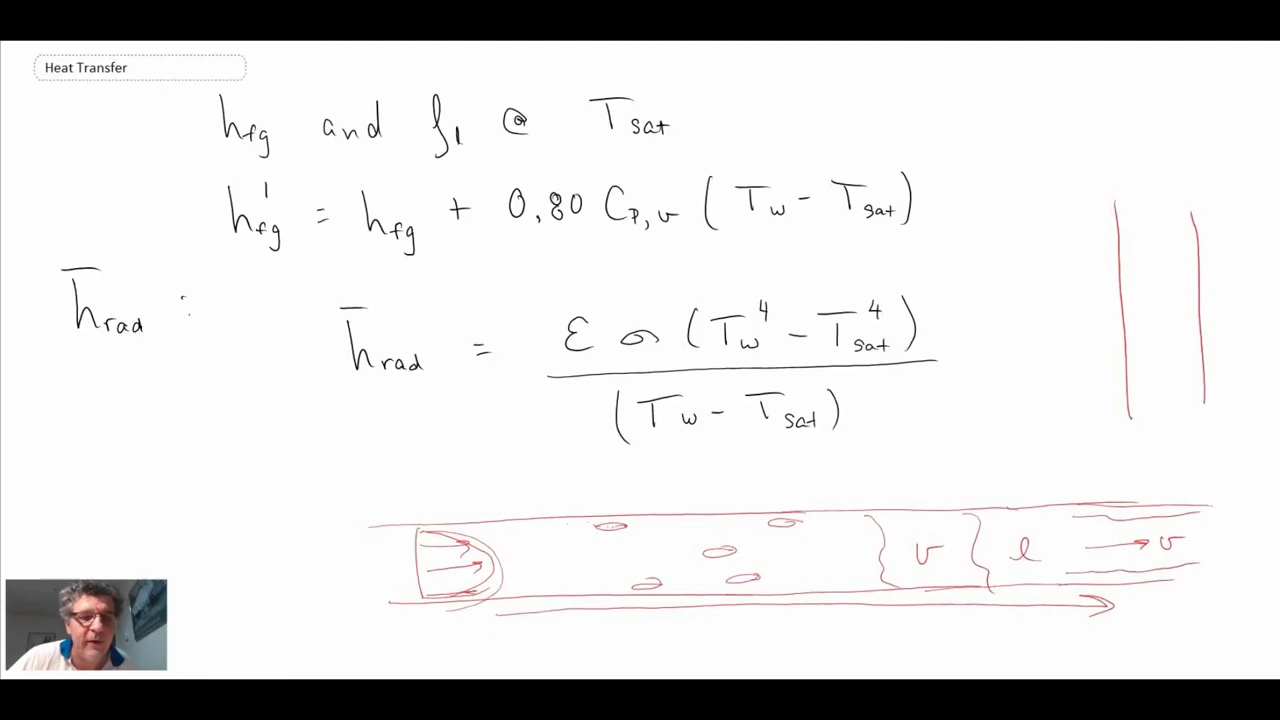 Heat Transfer
hfg and ρl @ Tsat
h'fg = hfg + 0,80 Cp,v (Tw - Tsat)
h̄rad : h̄rad = ε σ (Tw⁴ - Tsat⁴)
(Tw - Tsat)
v l → v